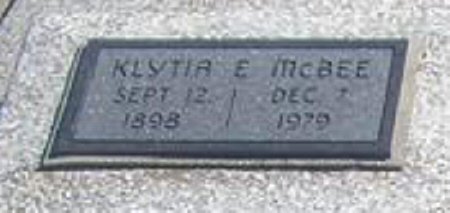 KLYTIA E McBEE
SEPT 12 / DEC 7
1898 / 1979